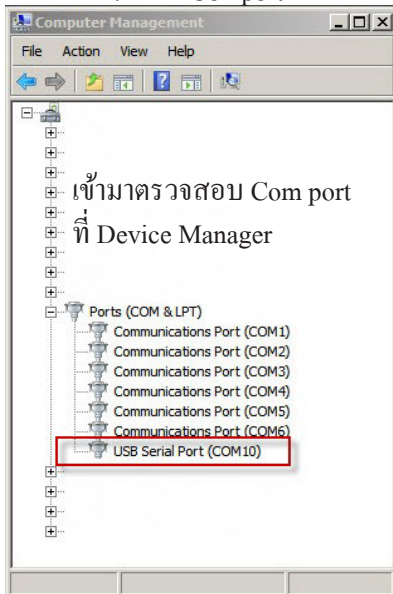 Computer Management
File Action View Help
เข้ามาตรวจสอบ Com port
ที่ Device Manager
Ports (COM & LPT)
Communications Port (COM1)
Communications Port (COM2)
Communications Port (COM3)
Communications Port (COM4)
Communications Port (COM5)
Communications Port (COM6)
USB Serial Port (COM10)